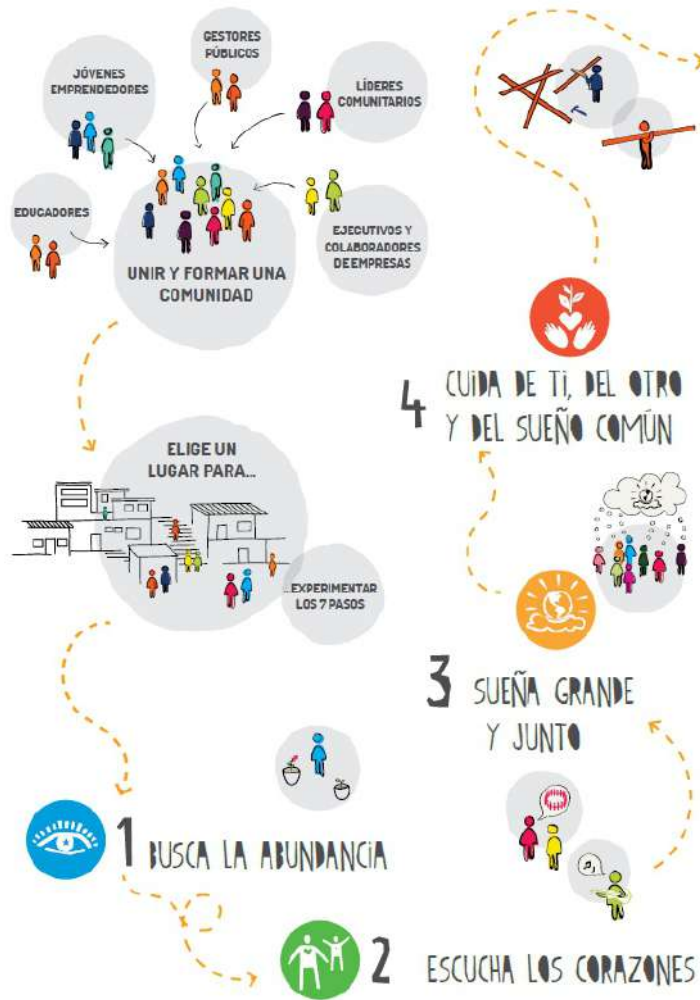 GESTORES
PÚBLICOS
JÓVENES
EMPRENDEDORES
LÍDERES
COMUNITARIOS
EDUCADORES
EJECUTIVOS Y
COLABORADORES
DE EMPRESAS
UNIR Y FORMAR UNA
COMUNIDAD
ELIGE UN
LUGAR PARA...
...EXPERIMENTAR
LOS 7 PASOS
1 BUSCA LA ABUNDANCIA
2 ESCUCHA LOS CORAZONES
3 SUEÑA GRANDE
Y JUNTO
4 CUIDA DE TI, DEL OTRO
Y DEL SUEÑO COMÚN